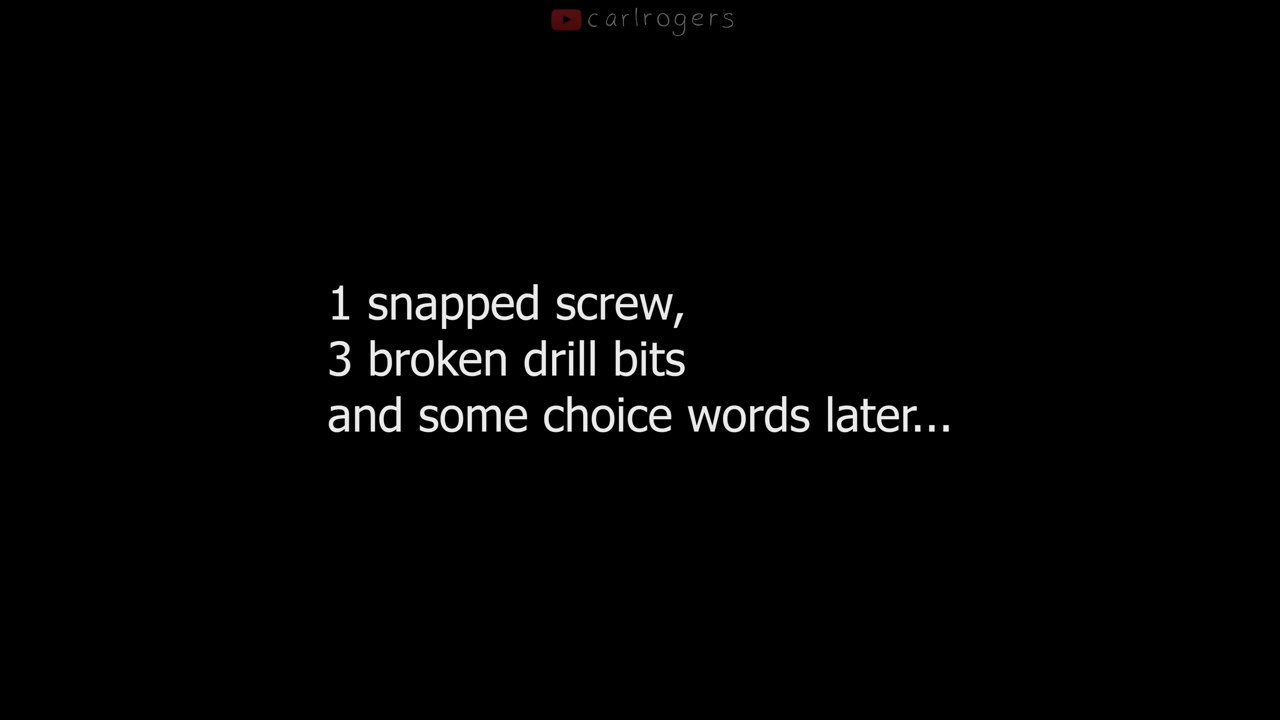 carlrogers
1 snapped screw,
3 broken drill bits
and some choice words later...